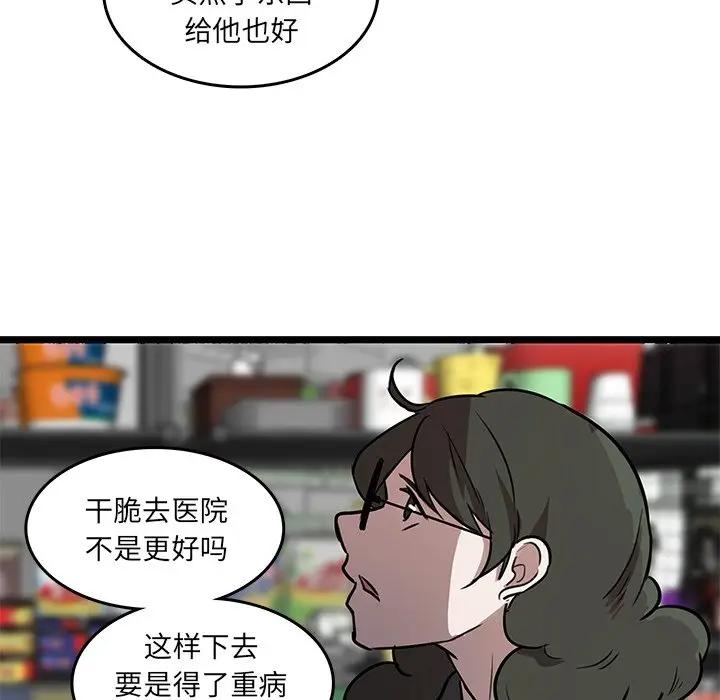 给他也好
干脆去医院
不是更好吗
这样下去
要是得了重病